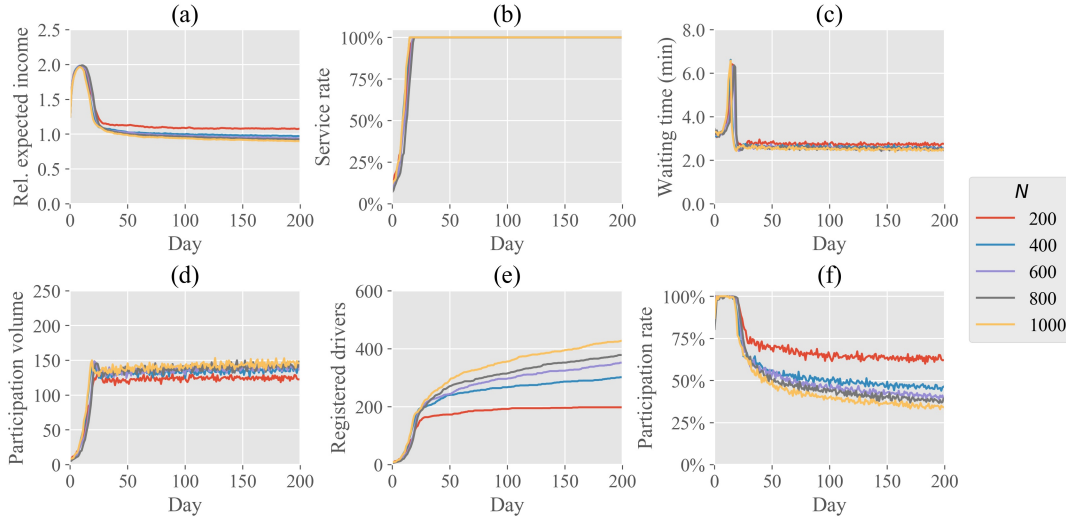 (a)
Rel. expected income
2.5
2.0
1.5
1.0
0.5
0.0
0 50 100 150 200
Day
(b)
Service rate
100%
75%
50%
25%
0%
0 50 100 150 200
Day
(c)
Waiting time (min)
8.0
6.0
4.0
2.0
0.0
0 50 100 150 200
Day
(d)
Participation volume
250
200
150
100
50
0
0 50 100 150 200
Day
(e)
Registered drivers
600
400
200
0
0 50 100 150 200
Day
(f)
Participation rate
100%
75%
50%
25%
0%
0 50 100 150 200
Day
N
200
400
600
800
1000